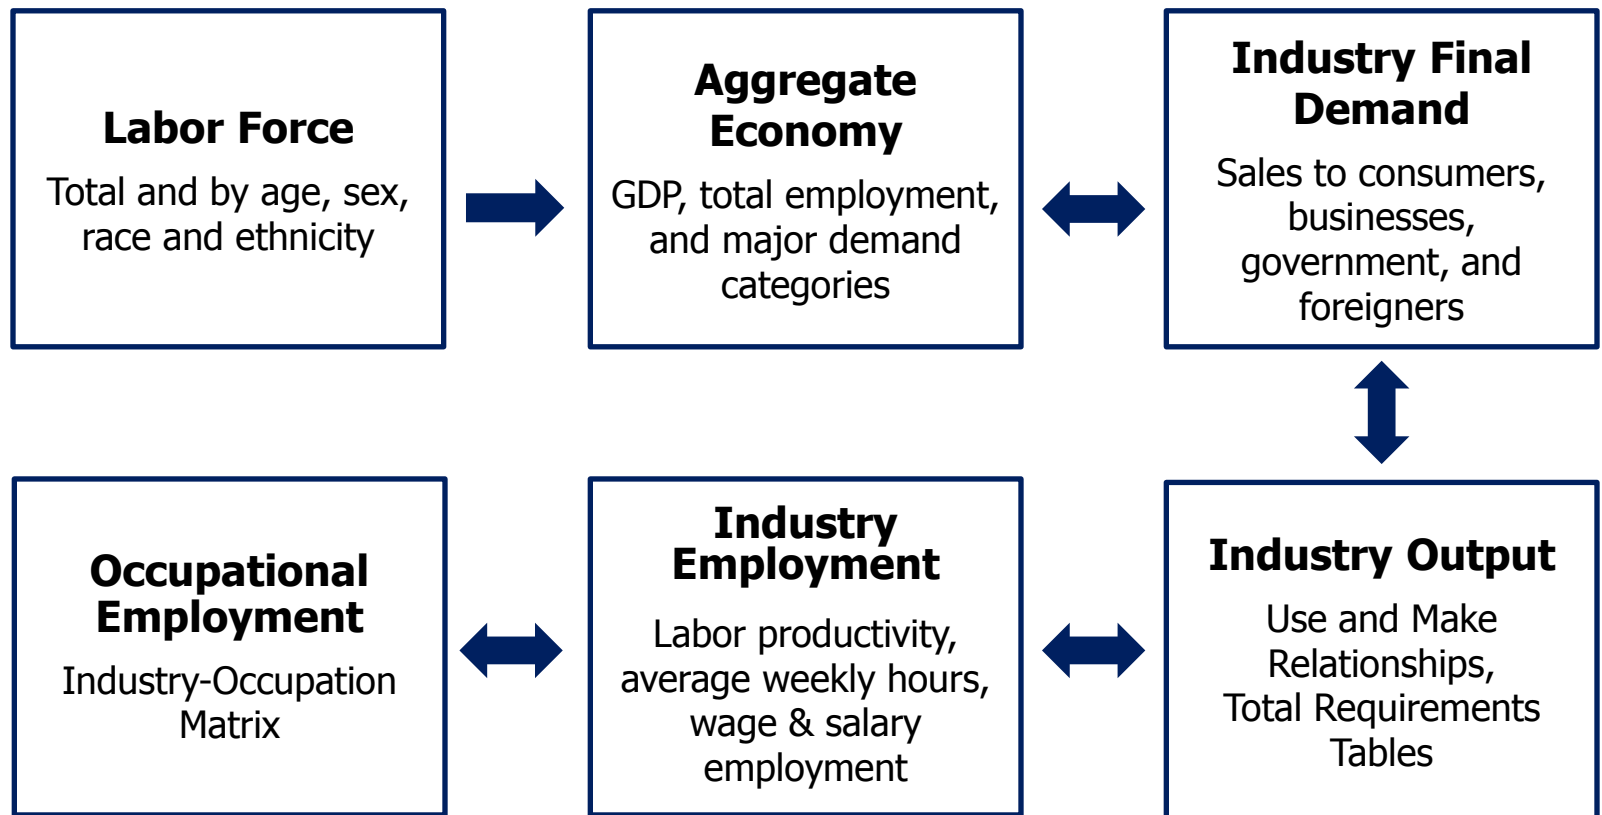 Labor Force
Total and by age, sex,
race and ethnicity
Aggregate
Economy
GDP, total employment,
and major demand
categories
Industry Final
Demand
Sales to consumers,
businesses,
government, and
foreigners
Occupational
Employment
Industry-Occupation
Matrix
Industry
Employment
Labor productivity,
average weekly hours,
wage & salary
employment
Industry Output
Use and Make
Relationships,
Total Requirements
Tables